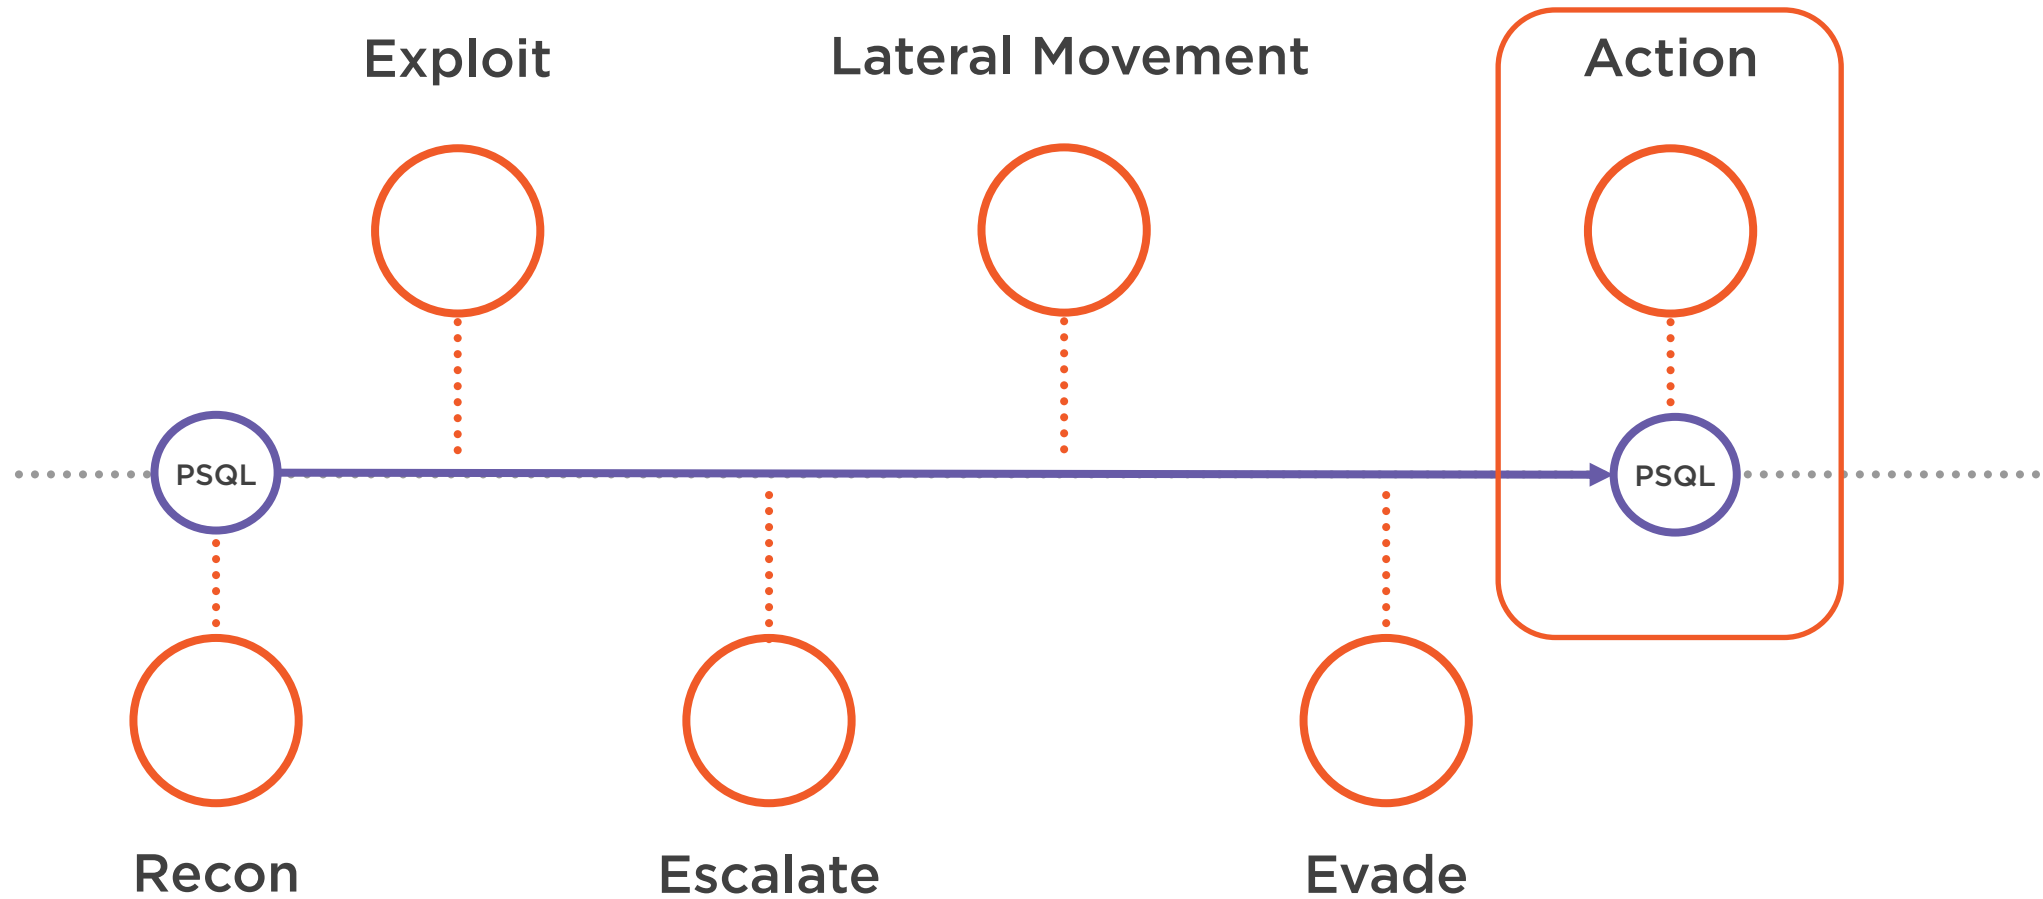 Exploit
Lateral Movement
Action
PSQL
PSQL
Recon
Escalate
Evade